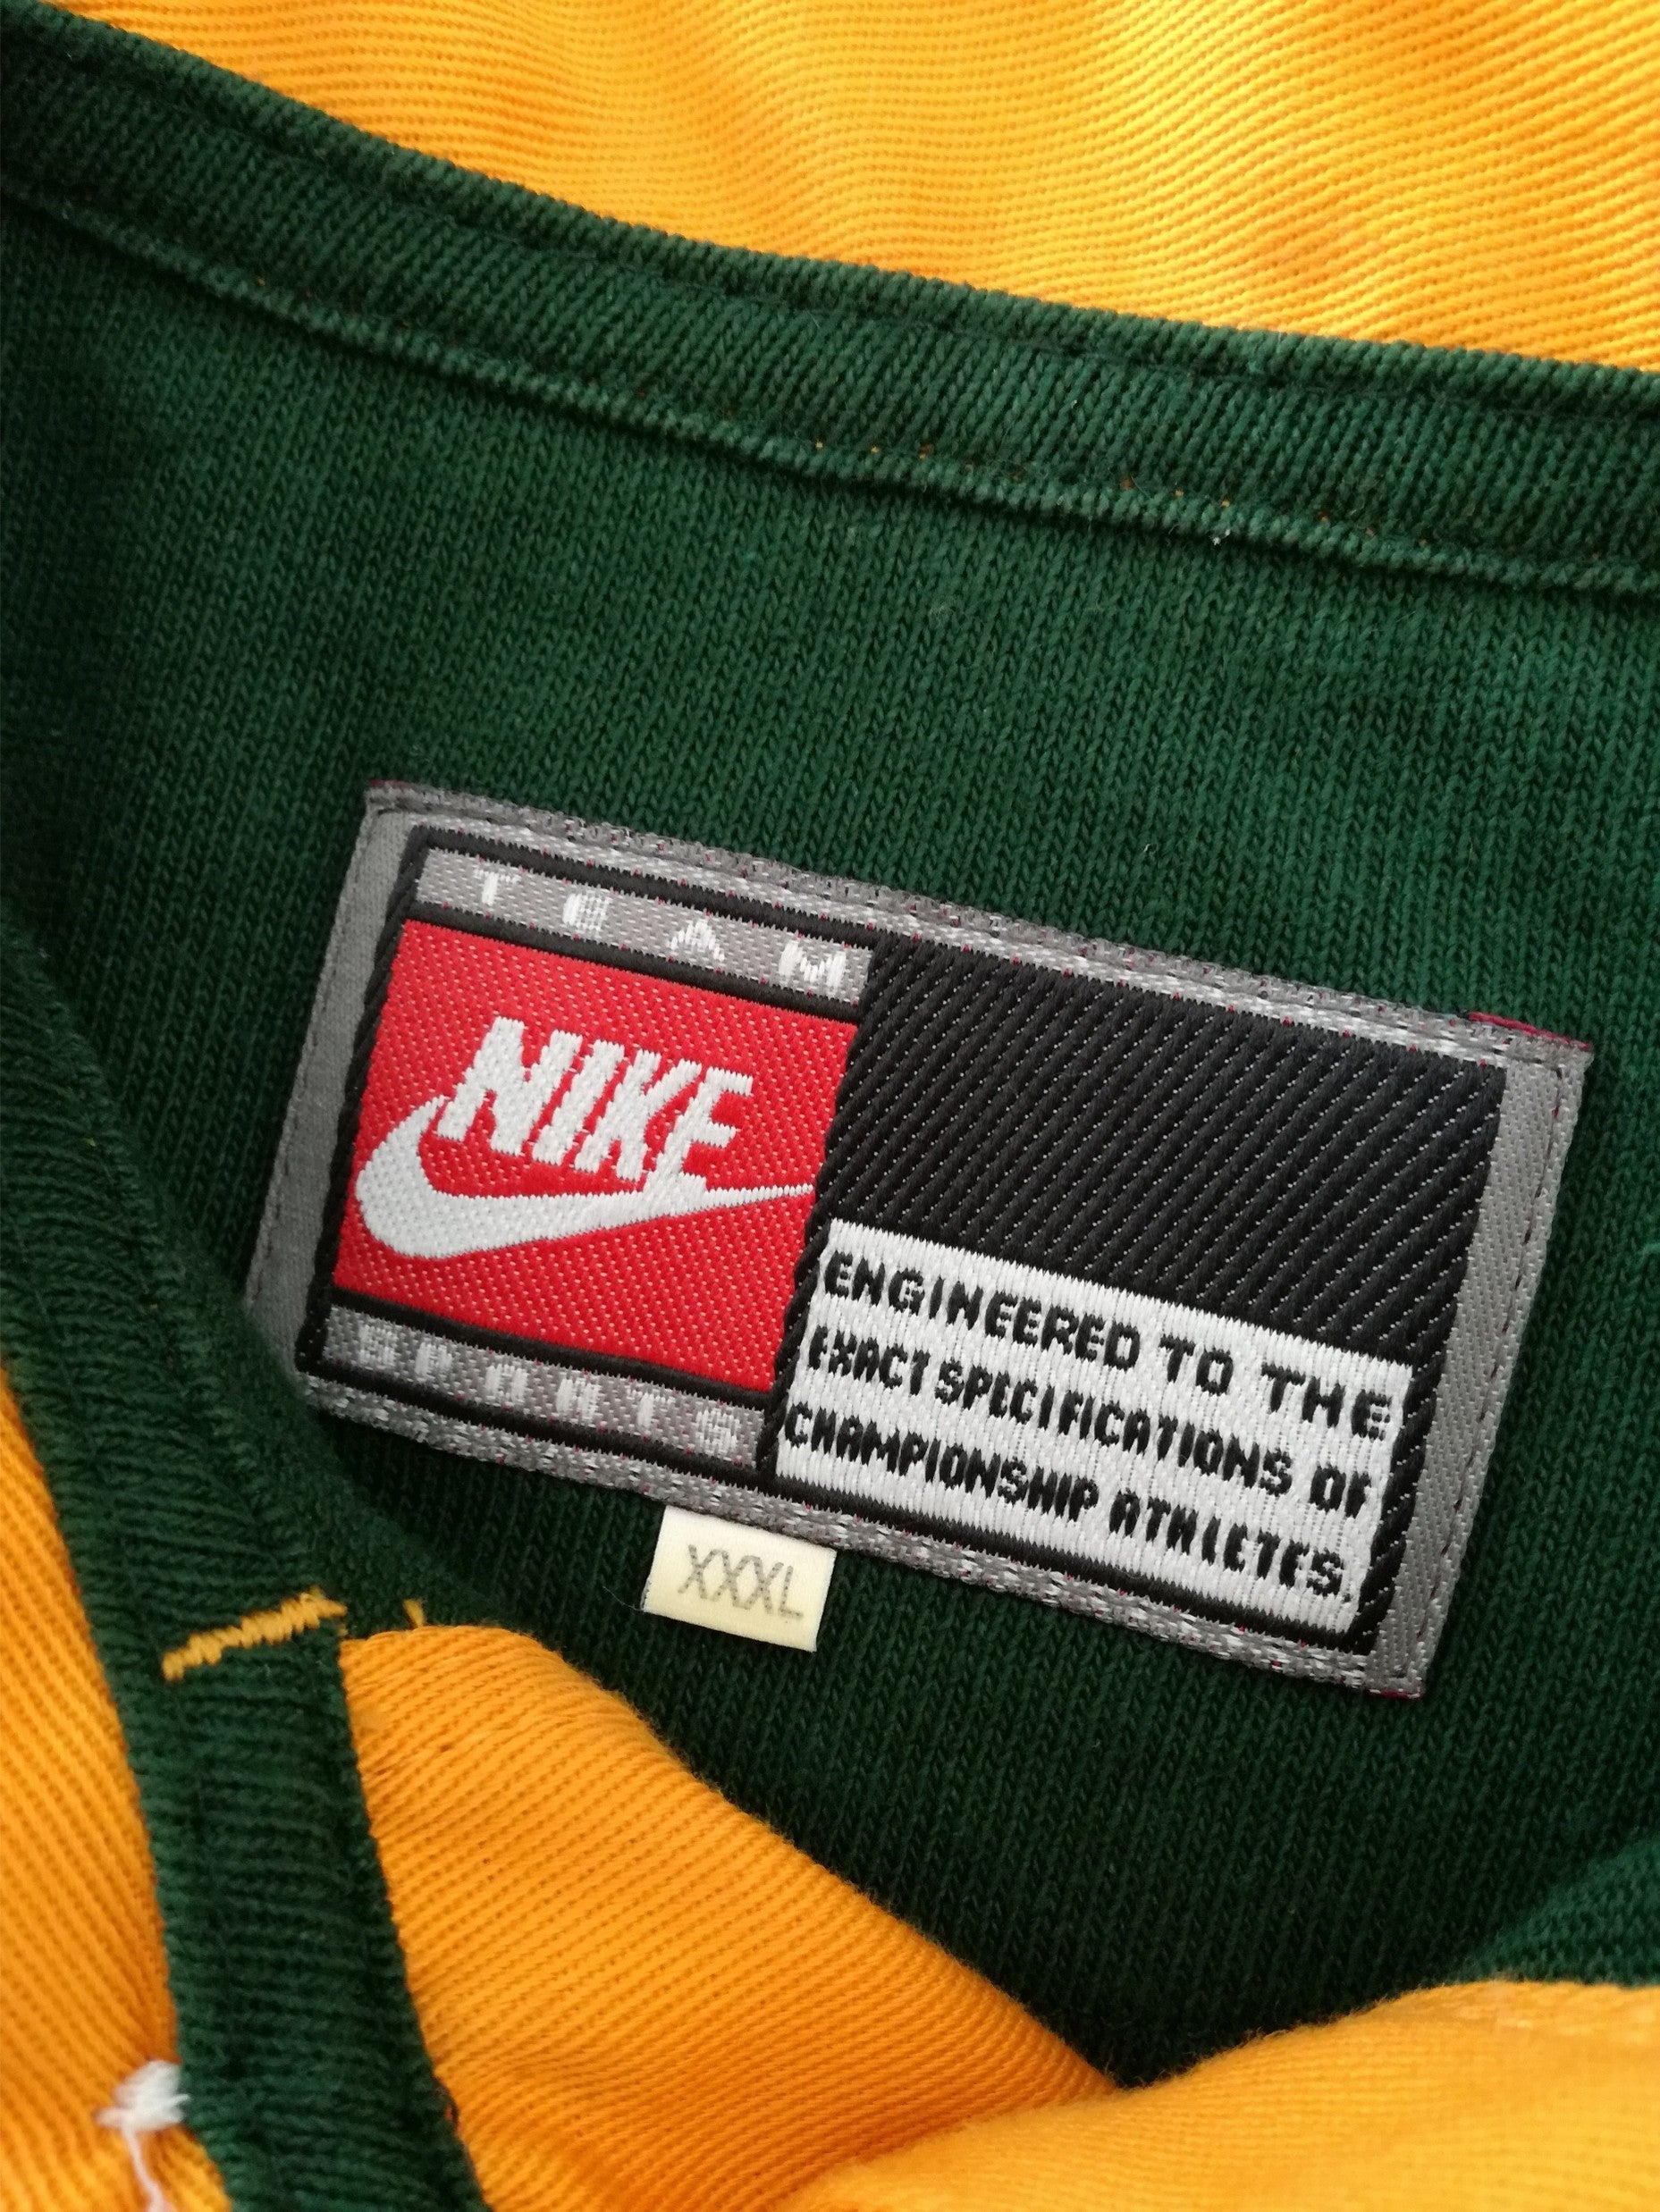 TEAM
NIKE
SPORTS
ENGINEERED TO THE
EXACT SPECIFICATIONS OF
CHAMPIONSHIP ATHLETES.
XXXL